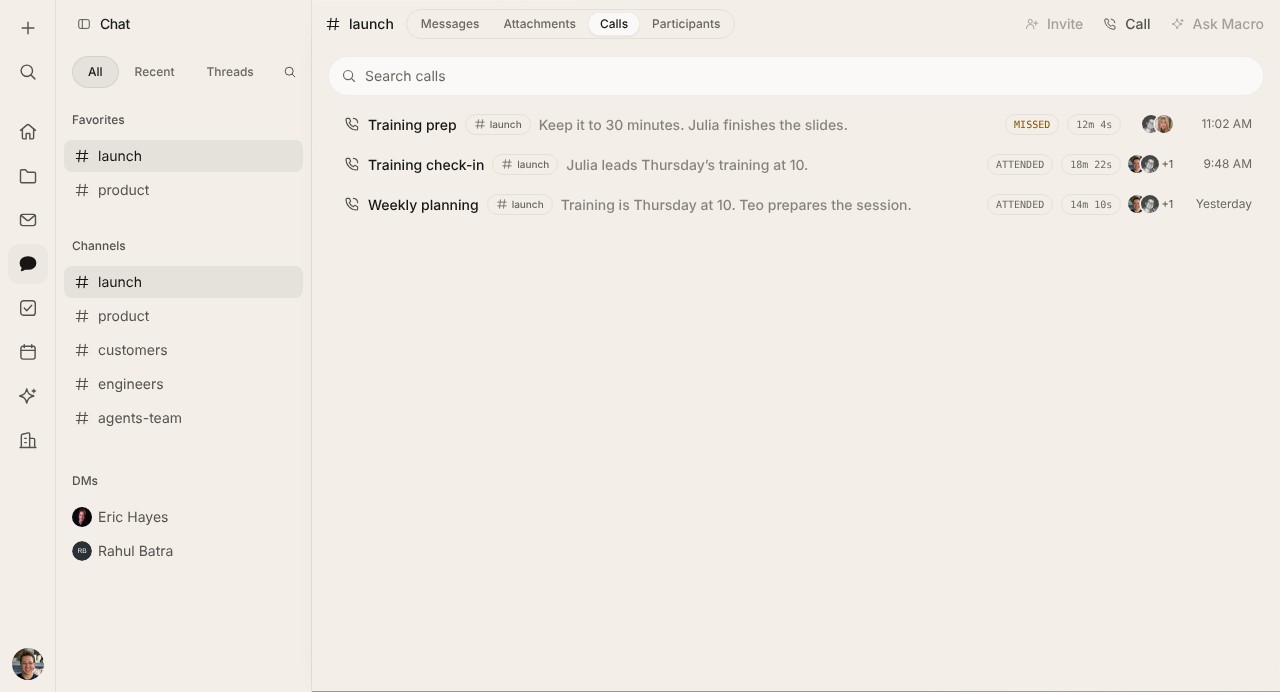 Chat
All Recent Threads
Favorites
launch
product
Channels
launch
product
customers
engineers
agents-team
DMs
Eric Hayes
RB Rahul Batra
# launch Messages Attachments Calls Participants Invite Call Ask Macro
Search calls
Training prep # launch Keep it to 30 minutes. Julia finishes the slides. MISSED 12m 4s 11:02 AM
Training check-in # launch Julia leads Thursday’s training at 10. ATTENDED 18m 22s +1 9:48 AM
Weekly planning # launch Training is Thursday at 10. Teo prepares the session. ATTENDED 14m 10s +1 Yesterday